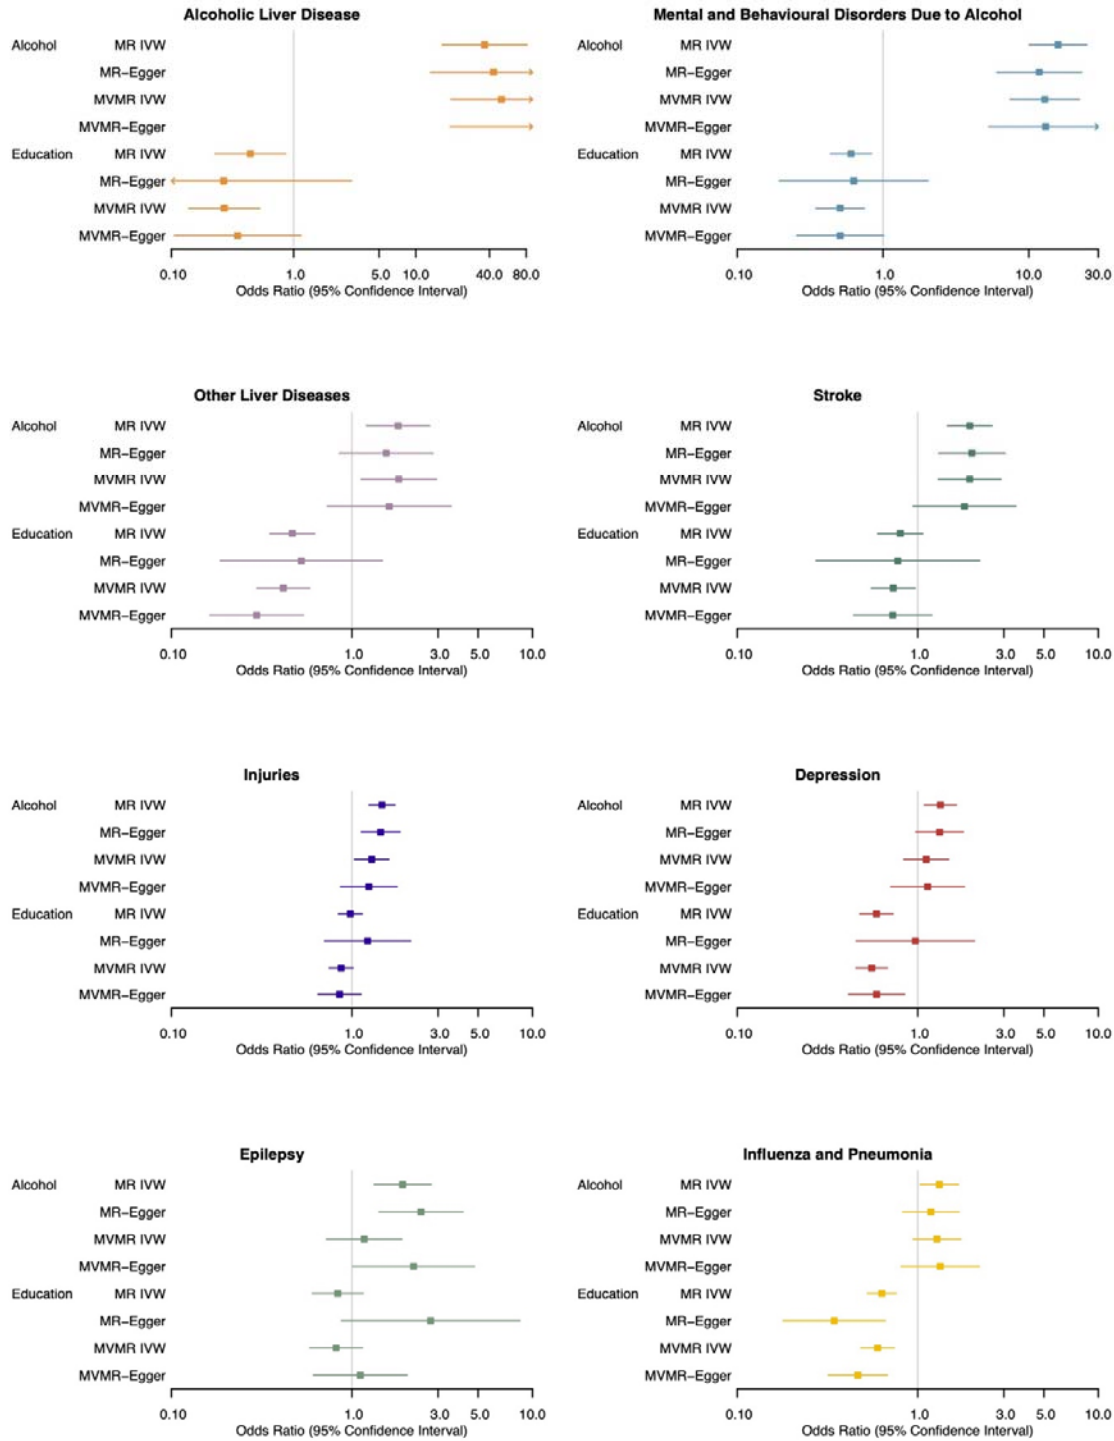 Alcoholic Liver Disease
Alcohol MR IVW
MR–Egger
MVMR IVW
MVMR–Egger
Education MR IVW
MR–Egger
MVMR IVW
MVMR–Egger
0.10 1.0 5.0 10.0 40.0 80.0
Odds Ratio (95% Confidence Interval)
Mental and Behavioural Disorders Due to Alcohol
Alcohol MR IVW
MR–Egger
MVMR IVW
MVMR–Egger
Education MR IVW
MR–Egger
MVMR IVW
MVMR–Egger
0.10 1.0 10.0 30.0
Odds Ratio (95% Confidence Interval)
Other Liver Diseases
Alcohol MR IVW
MR–Egger
MVMR IVW
MVMR–Egger
Education MR IVW
MR–Egger
MVMR IVW
MVMR–Egger
0.10 1.0 3.0 5.0 10.0
Odds Ratio (95% Confidence Interval)
Stroke
Alcohol MR IVW
MR–Egger
MVMR IVW
MVMR–Egger
Education MR IVW
MR–Egger
MVMR IVW
MVMR–Egger
0.10 1.0 3.0 5.0 10.0
Odds Ratio (95% Confidence Interval)
Injuries
Alcohol MR IVW
MR–Egger
MVMR IVW
MVMR–Egger
Education MR IVW
MR–Egger
MVMR IVW
MVMR–Egger
0.10 1.0 3.0 5.0 10.0
Odds Ratio (95% Confidence Interval)
Depression
Alcohol MR IVW
MR–Egger
MVMR IVW
MVMR–Egger
Education MR IVW
MR–Egger
MVMR IVW
MVMR–Egger
0.10 1.0 3.0 5.0 10.0
Odds Ratio (95% Confidence Interval)
Epilepsy
Alcohol MR IVW
MR–Egger
MVMR IVW
MVMR–Egger
Education MR IVW
MR–Egger
MVMR IVW
MVMR–Egger
0.10 1.0 3.0 5.0 10.0
Odds Ratio (95% Confidence Interval)
Influenza and Pneumonia
Alcohol MR IVW
MR–Egger
MVMR IVW
MVMR–Egger
Education MR IVW
MR–Egger
MVMR IVW
MVMR–Egger
0.10 1.0 3.0 5.0 10.0
Odds Ratio (95% Confidence Interval)